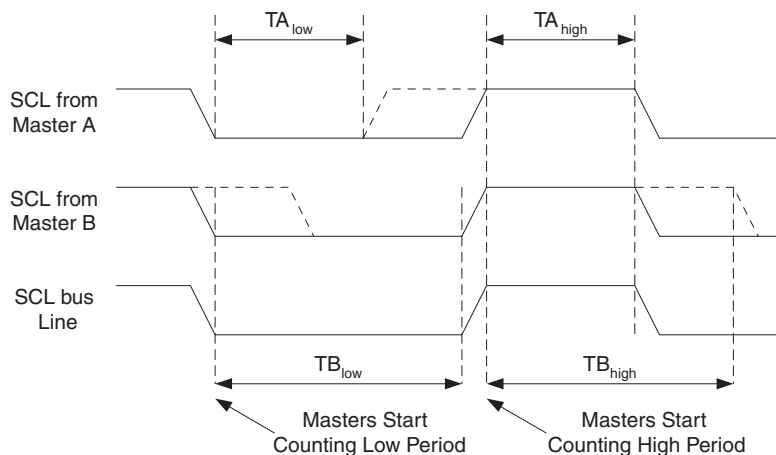 TA low
TA high
SCL from
Master A
SCL from
Master B
SCL bus
Line
TB low
TB high
Masters Start
Counting Low Period
Masters Start
Counting High Period